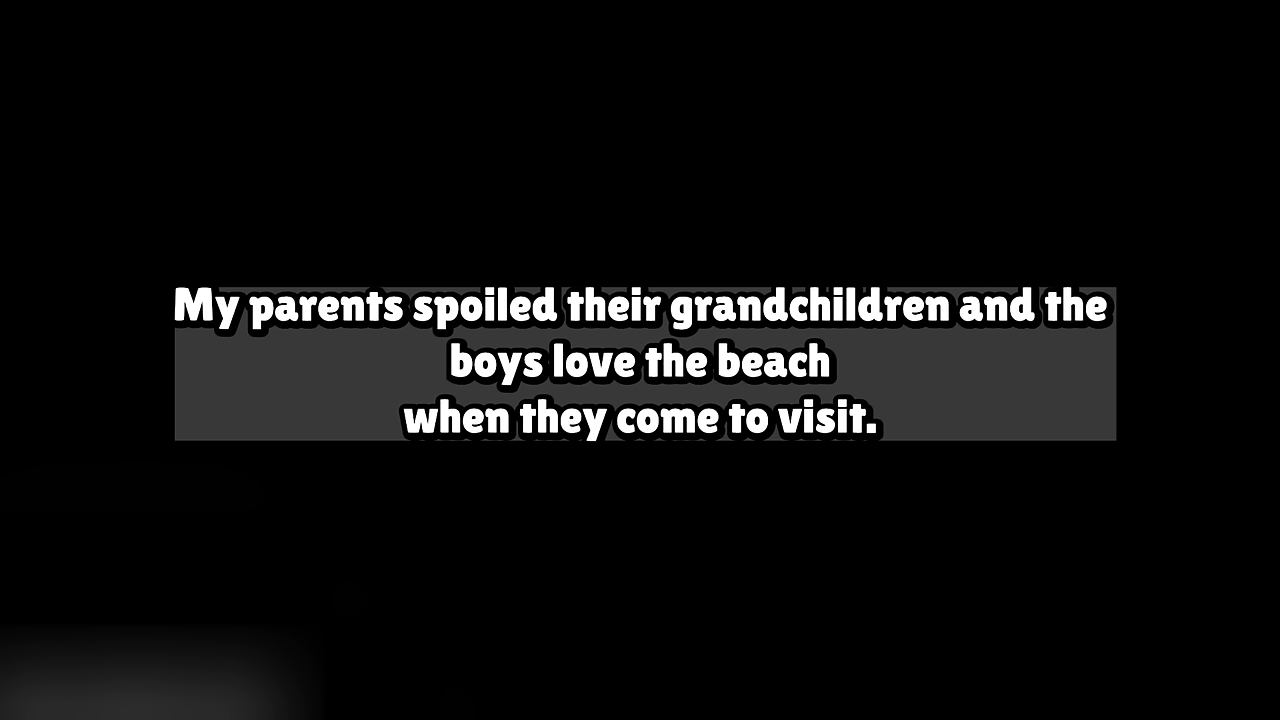 My parents spoiled their grandchildren and the
boys love the beach
when they come to visit.